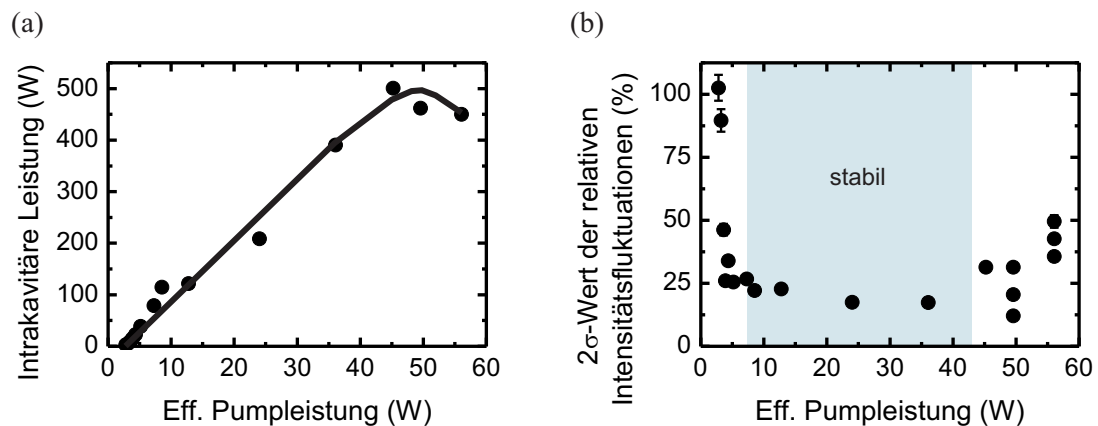 (a)
Intrakavitäre Leistung (W)
500
400
300
200
100
0
0 10 20 30 40 50 60
Eff. Pumpleistung (W)
(b)
2σ-Wert der relativen
Intensitätsfluktuationen (%)
100
75
50
25
0
stabil
0 10 20 30 40 50 60
Eff. Pumpleistung (W)